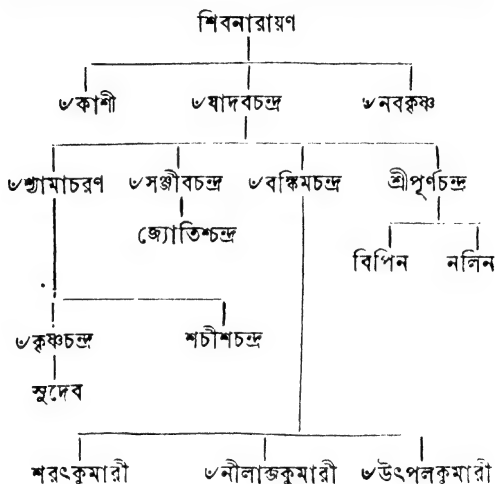 শিবনারায়ণ
৺কাশী ৺যাদবচন্দ্র ৺নবকৃষ্ণ
৺শ্যামাচরণ ৺সঞ্জীবচন্দ্র ৺বঙ্কিমচন্দ্র শ্রীপূর্ণচন্দ্র
জ্যোতিশ্চন্দ্র
বিপিন নলিন
৺কৃষ্ণচন্দ্র শচীশচন্দ্র
সুদেব
শরৎকুমারী ৺নীলাব্জকুমারী ৺উৎপলকুমারী